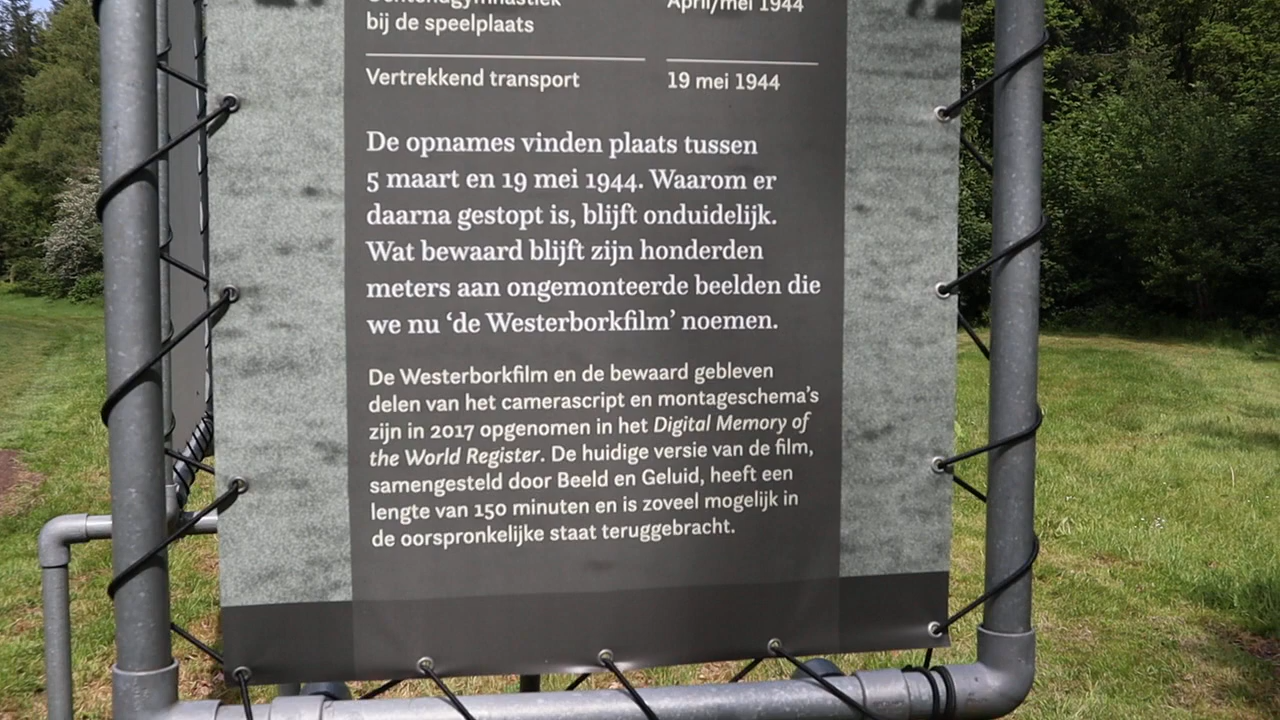 bij de speelplaats
April/mei 1944
Vertrekkend transport
19 mei 1944
De opnames vinden plaats tussen
5 maart en 19 mei 1944. Waarom er
daarna gestopt is, blijft onduidelijk.
Wat bewaard blijft zijn honderden
meters aan ongemonteerde beelden die
we nu ‘de Westerborkfilm’ noemen.
De Westerborkfilm en de bewaard gebleven
delen van het camerascript en montageschema’s
zijn in 2017 opgenomen in het Digital Memory of
the World Register. De huidige versie van de film,
samengesteld door Beeld en Geluid, heeft een
lengte van 150 minuten en is zoveel mogelijk in
de oorspronkelijke staat teruggebracht.